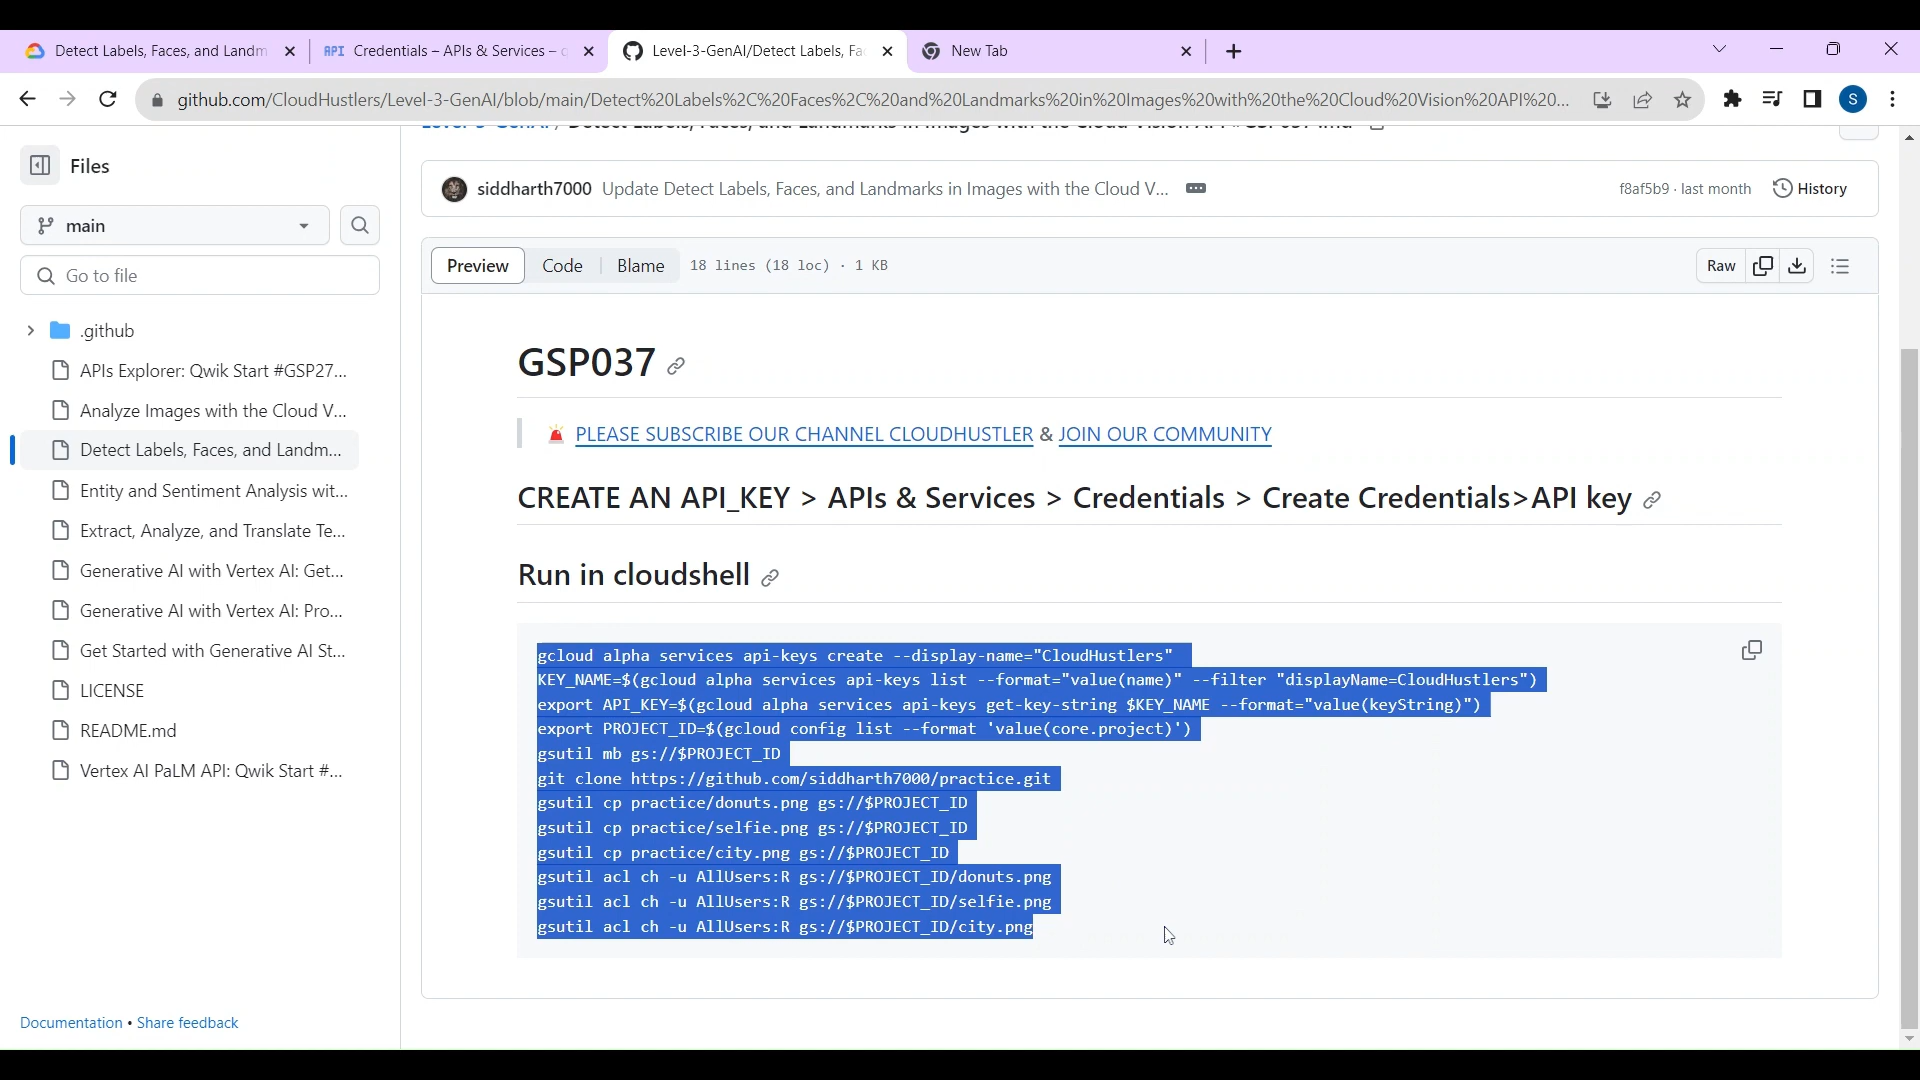 Detect Labels, Faces, and Landm
API Credentials – APIs & Services –
Level-3-GenAI/Detect Labels, Fa
New Tab
github.com/CloudHustlers/Level-3-GenAI/blob/main/Detect%20Labels%2C%20Faces%2C%20and%20Landmarks%20in%20Images%20with%20the%20Cloud%20Vision%20API%20...
S
Files
main
Go to file
.github
APIs Explorer: Qwik Start #GSP27...
Analyze Images with the Cloud V...
Detect Labels, Faces, and Landm...
Entity and Sentiment Analysis wit...
Extract, Analyze, and Translate Te...
Generative AI with Vertex AI: Get...
Generative AI with Vertex AI: Pro...
Get Started with Generative AI St...
LICENSE
README.md
Vertex AI PaLM API: Qwik Start #...
Documentation • Share feedback
siddharth7000 Update Detect Labels, Faces, and Landmarks in Images with the Cloud V...
f8af5b9 · last month
History
Preview Code Blame 18 lines (18 loc) · 1 KB
Raw
GSP037
🚨 PLEASE SUBSCRIBE OUR CHANNEL CLOUDHUSTLER & JOIN OUR COMMUNITY
CREATE AN API_KEY > APIs & Services > Credentials > Create Credentials>API key
Run in cloudshell
gcloud alpha services api-keys create --display-name="CloudHustlers"
KEY_NAME=$(gcloud alpha services api-keys list --format="value(name)" --filter "displayName=CloudHustlers")
export API_KEY=$(gcloud alpha services api-keys get-key-string $KEY_NAME --format="value(keyString)")
export PROJECT_ID=$(gcloud config list --format 'value(core.project)')
gsutil mb gs://$PROJECT_ID
git clone https://github.com/siddharth7000/practice.git
gsutil cp practice/donuts.png gs://$PROJECT_ID
gsutil cp practice/selfie.png gs://$PROJECT_ID
gsutil cp practice/city.png gs://$PROJECT_ID
gsutil acl ch -u AllUsers:R gs://$PROJECT_ID/donuts.png
gsutil acl ch -u AllUsers:R gs://$PROJECT_ID/selfie.png
gsutil acl ch -u AllUsers:R gs://$PROJECT_ID/city.png